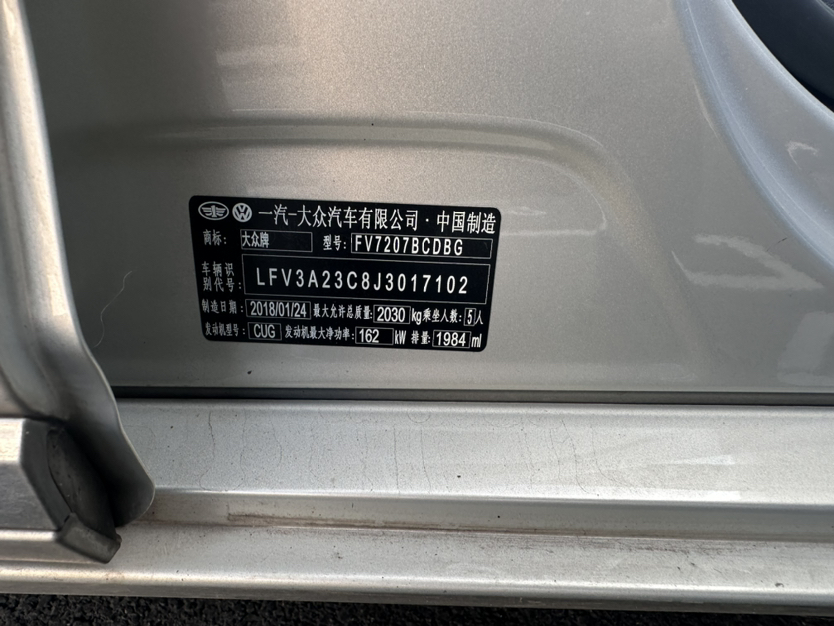 一汽-大众汽车有限公司·中国制造
商标: 大众牌 型号: FV7207BCDBG
车辆识别代号: LFV3A23C8J3017102
制造日期: 2018/01/24 最大允许总质量: 2030 kg 乘坐人数: 5 人
发动机型号: CUG 发动机最大净功率: 162 kW 排量: 1984 ml